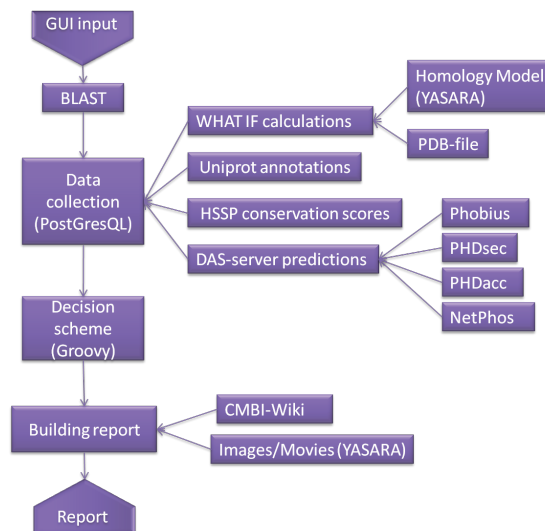 GUI input
BLAST
Data
collection
(PostGresQL)
Decision
scheme
(Groovy)
Building report
Report
WHAT IF calculations
Uniprot annotations
HSSP conservation scores
DAS-server predictions
Homology Model
(YASARA)
PDB-file
Phobius
PHDsec
PHDacc
NetPhos
CMBI-Wiki
Images/Movies (YASARA)